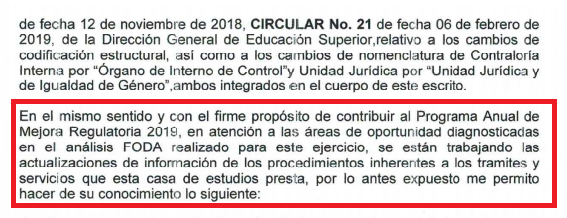 de fecha 12 de noviembre de 2018, CIRCULAR No. 21 de fecha 06 de febrero de
2019, de la Dirección General de Educación Superior,relativo a los cambios de
codificación estructural, así como a los cambios de nomenclatura de Contraloría
Interna por "Órgano de Interno de Control"y Unidad Jurídica por "Unidad Jurídica y
de Igualdad de Género",ambos integrados en el cuerpo de este escrito.
En el mismo sentido y con el firme propósito de contribuir al Programa Anual de
Mejora Regulatoria 2019, en atención a las áreas de oportunidad diagnosticadas
en el análisis FODA realizado para este ejercicio, se están trabajando las
actualizaciones de información de los procedimientos inherentes a los tramites y
servicios que esta casa de estudios presta, por lo antes expuesto me permito
hacer de su conocimiento lo siguiente: